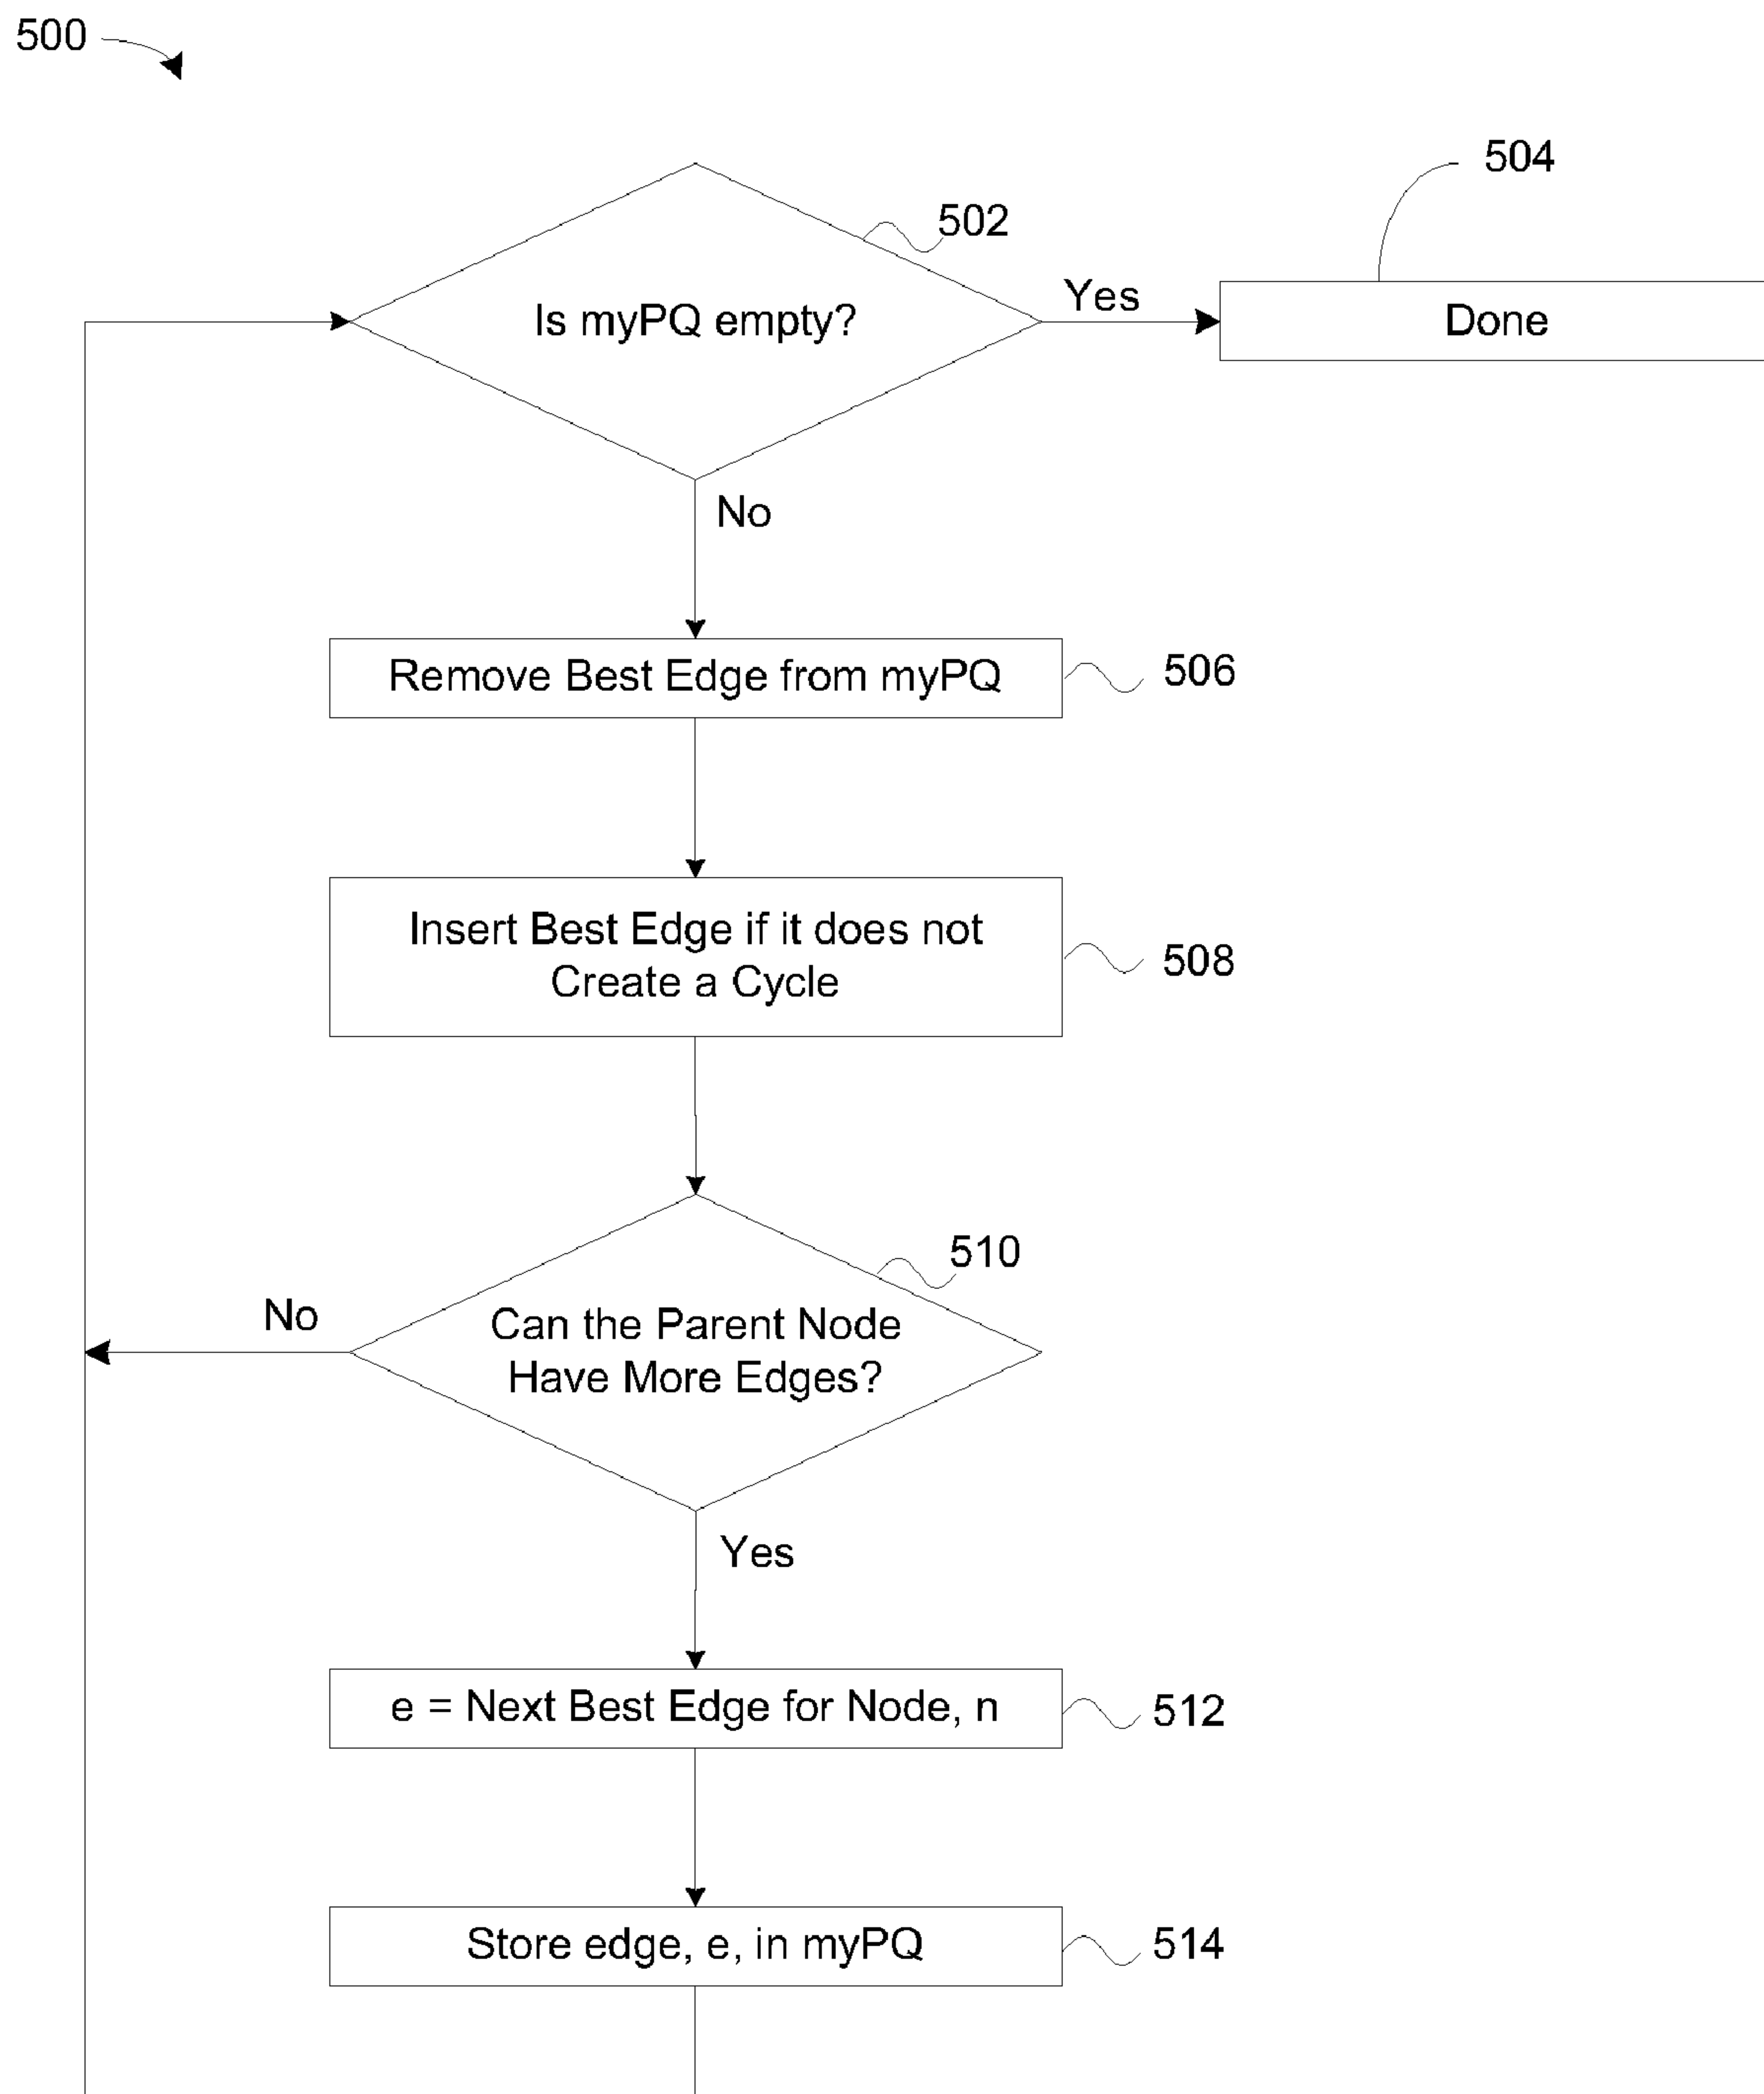 500
504
502
Is myPQ empty?
Yes
Done
No
Remove Best Edge from myPQ
506
Insert Best Edge if it does not
Create a Cycle
508
510
No
Can the Parent Node
Have More Edges?
Yes
e = Next Best Edge for Node, n
512
Store edge, e, in myPQ
514